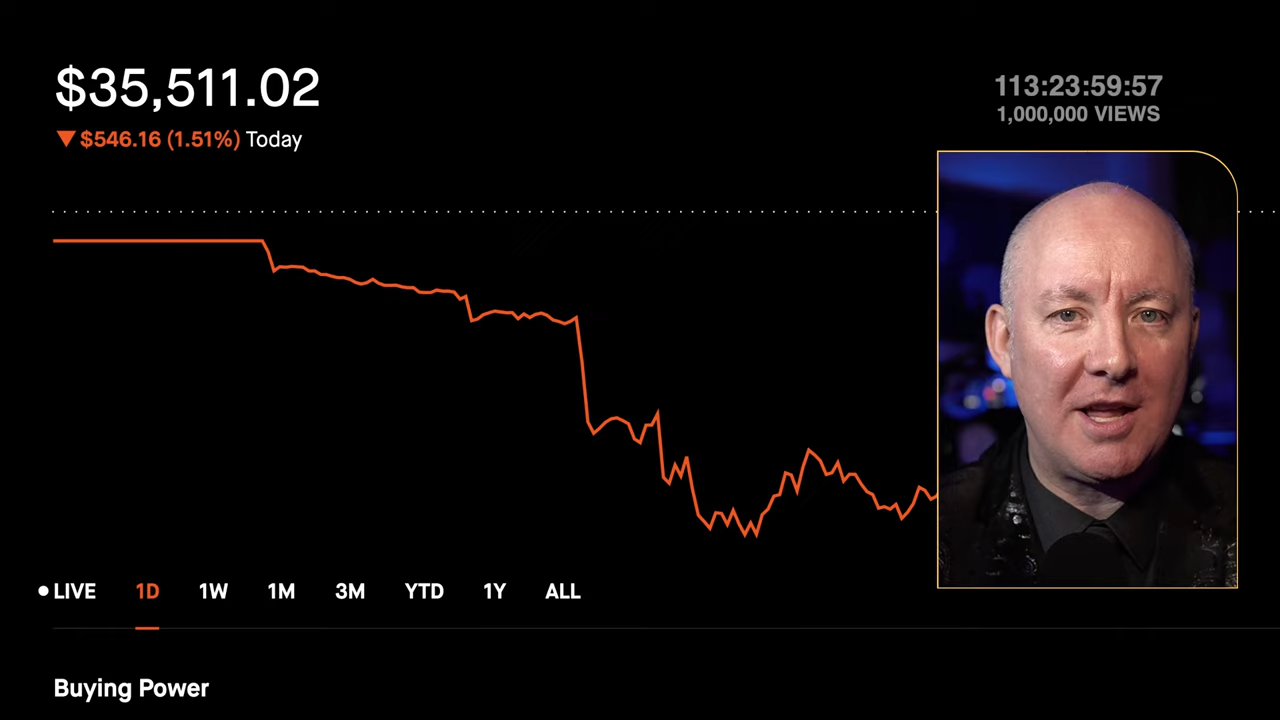 $35,511.02
▼$546.16 (1.51%) Today
113:23:59:57
1,000,000 VIEWS
LIVE 1D 1W 1M 3M YTD 1Y ALL
Buying Power